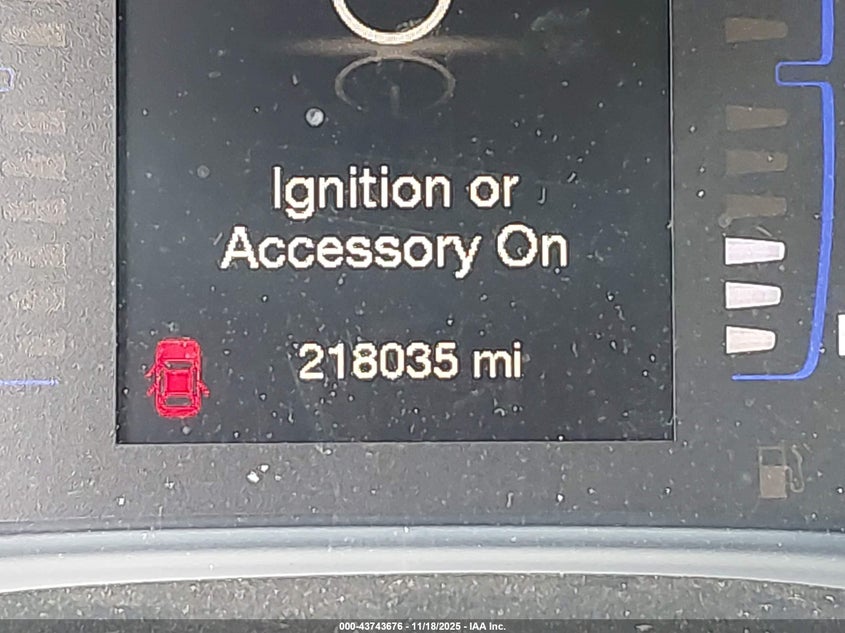 Ignition or
Accessory On
218035 mi
000-43743676 - 11/18/2025 - IAA Inc.